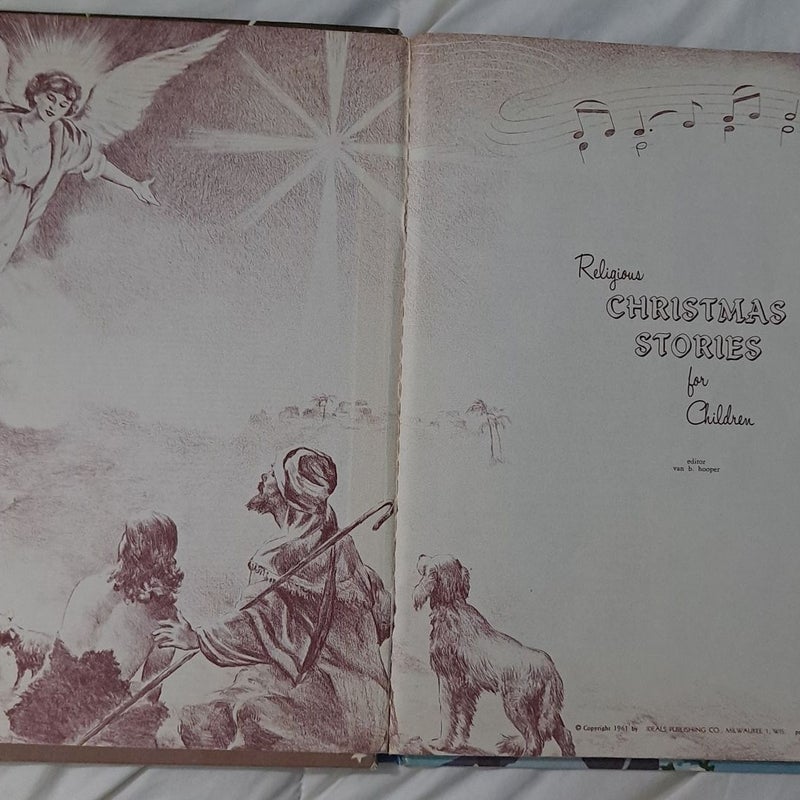 Religious
CHRISTMAS
STORIES
for
Children
editor
van b. hooper
© Copyright 1961 by IDEALS PUBLISHING CO., MILWAUKEE 1, WIS.